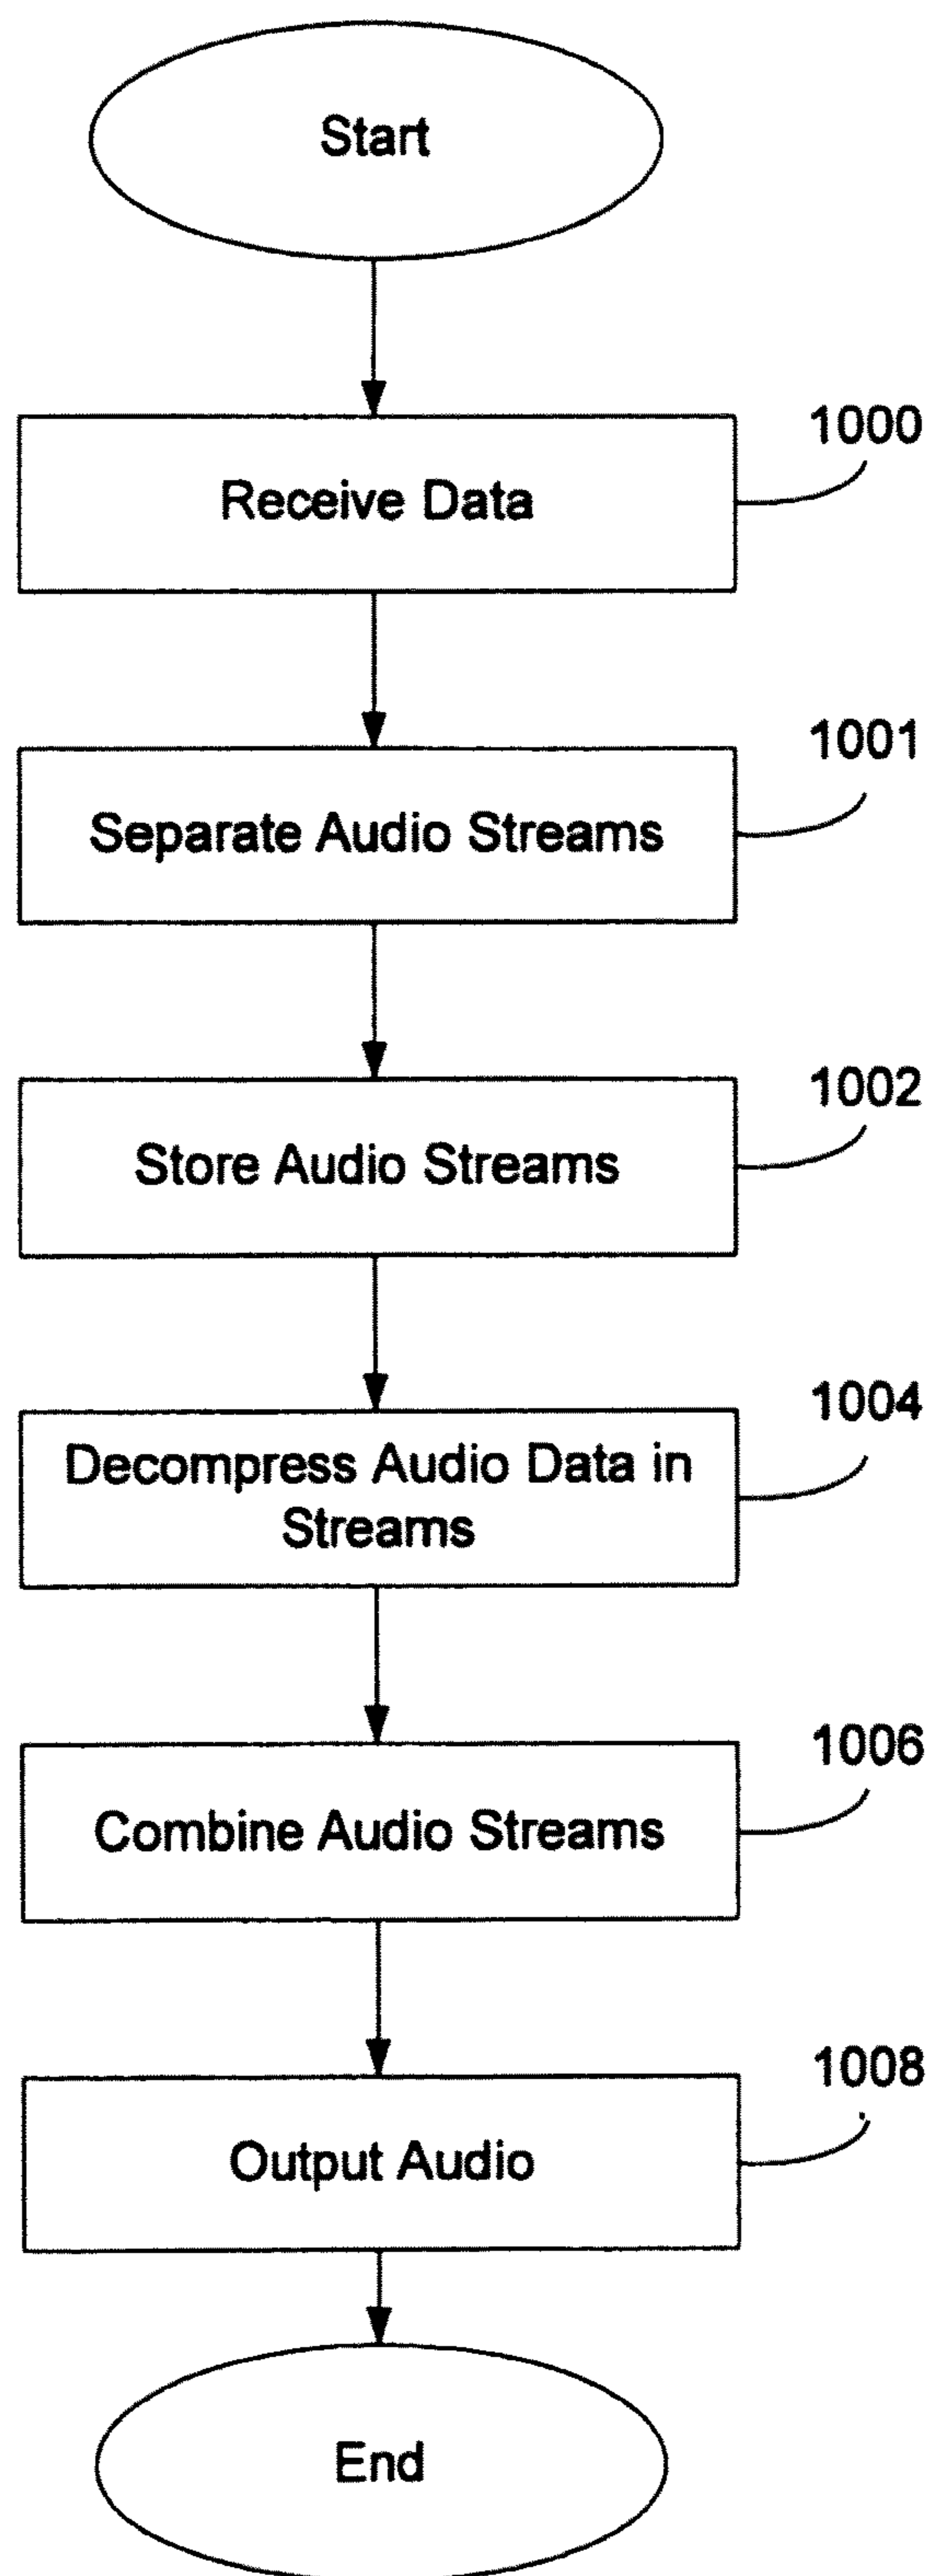 Start
1000
Receive Data
1001
Separate Audio Streams
1002
Store Audio Streams
1004
Decompress Audio Data in
Streams
1006
Combine Audio Streams
1008
Output Audio
End